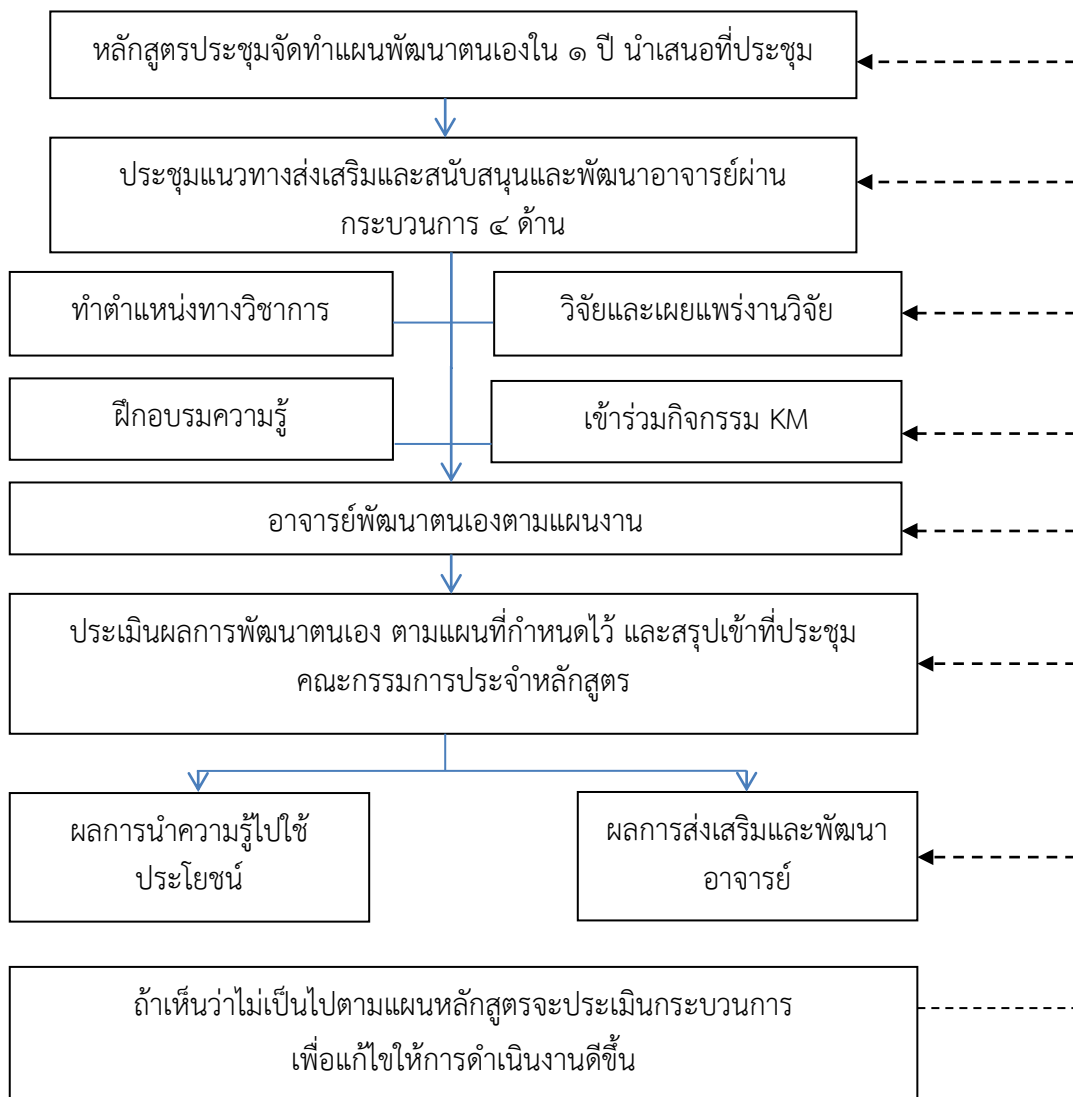 หลักสูตรประชุมจัดทำแผนพัฒนาตนเองใน ๑ ปี นำเสนอที่ประชุม
ประชุมแนวทางส่งเสริมและสนับสนุนและพัฒนาอาจารย์ผ่าน
กระบวนการ ๔ ด้าน
ทำตำแหน่งทางวิชาการ
วิจัยและเผยแพร่งานวิจัย
ฝึกอบรมความรู้
เข้าร่วมกิจกรรม KM
อาจารย์พัฒนาตนเองตามแผนงาน
ประเมินผลการพัฒนาตนเอง ตามแผนที่กำหนดไว้ และสรุปเข้าที่ประชุม
คณะกรรมการประจำหลักสูตร
ผลการนำความรู้ไปใช้
ประโยชน์
ผลการส่งเสริมและพัฒนา
อาจารย์
ถ้าเห็นว่าไม่เป็นไปตามแผนหลักสูตรจะประเมินกระบวนการ
เพื่อแก้ไขให้การดำเนินงานดีขึ้น